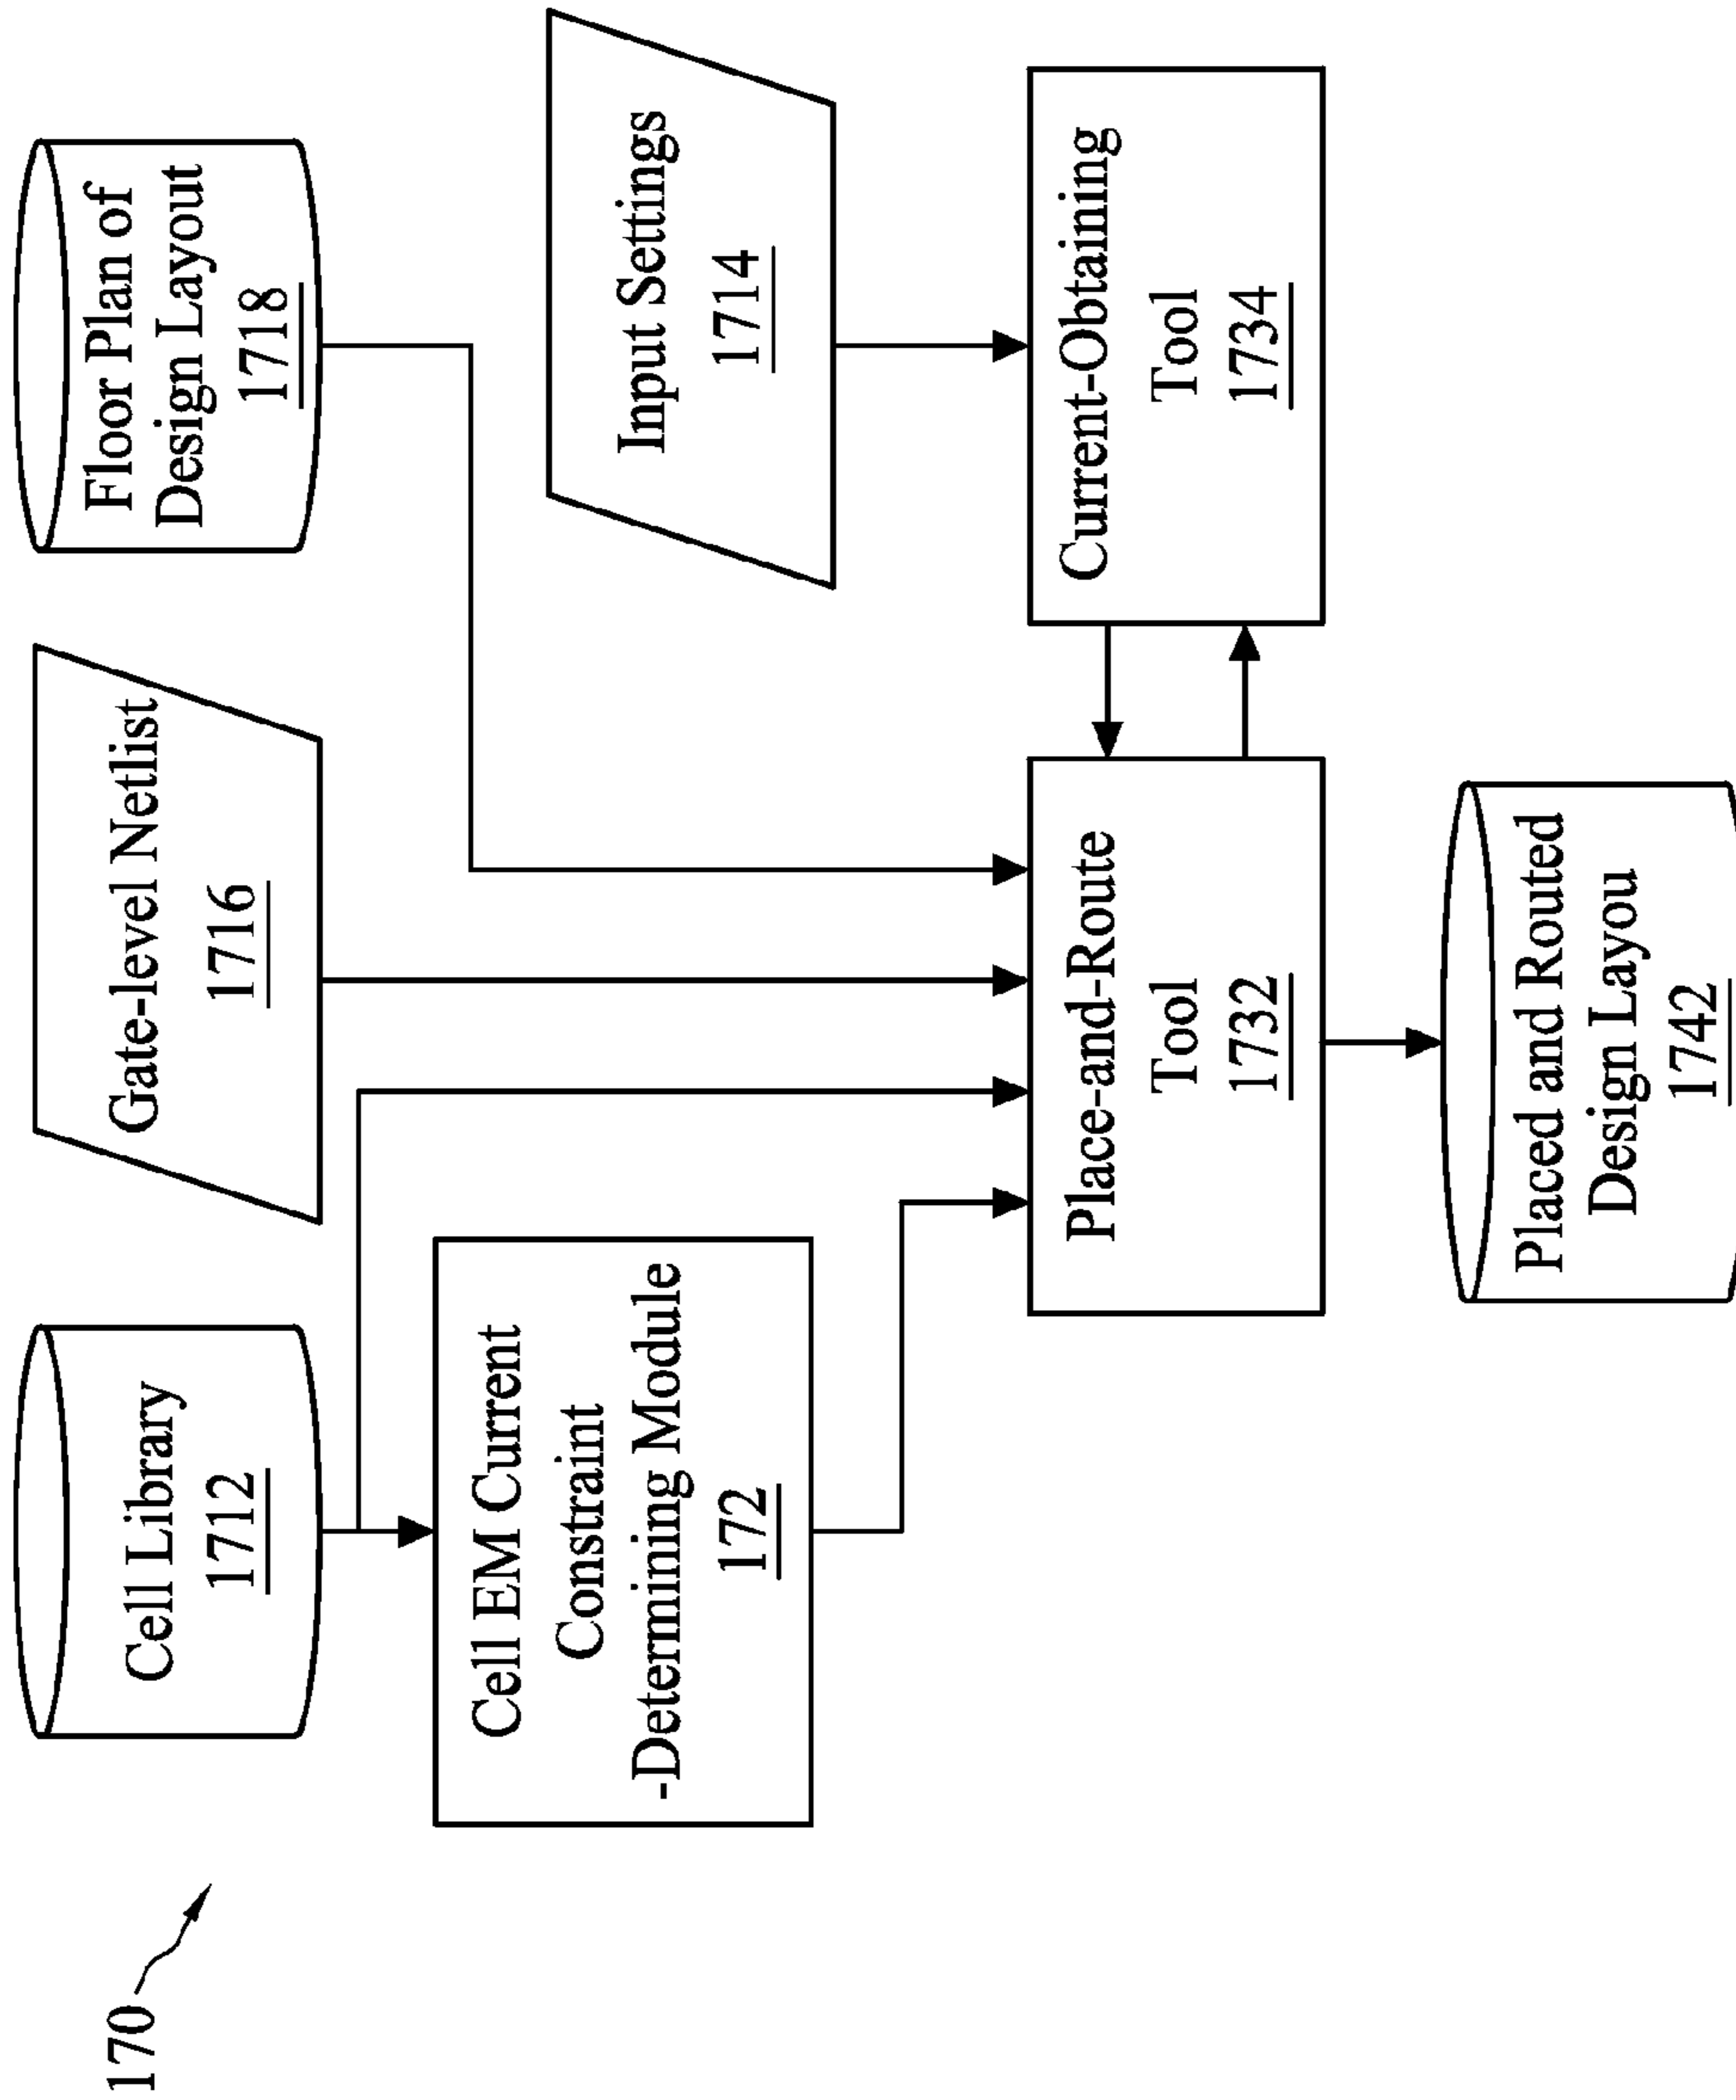 170
Cell Library
1712
Gate-level Netlist
1716
Floor Plan of
Design Layout
1718
Cell EM Current
Constraint
-Determining Module
172
Input Settings
1714
Place-and-Route
Tool
1732
Current-Obtaining
Tool
1734
Placed and Routed
Design Layou
1742